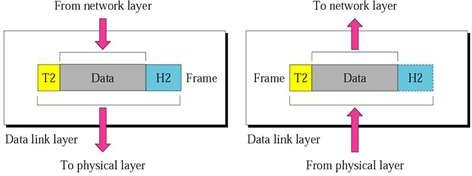 From network layer
T2 Data H2 Frame
Data link layer
To physical layer
To network layer
Frame T2 Data H2
Data link layer
From physical layer